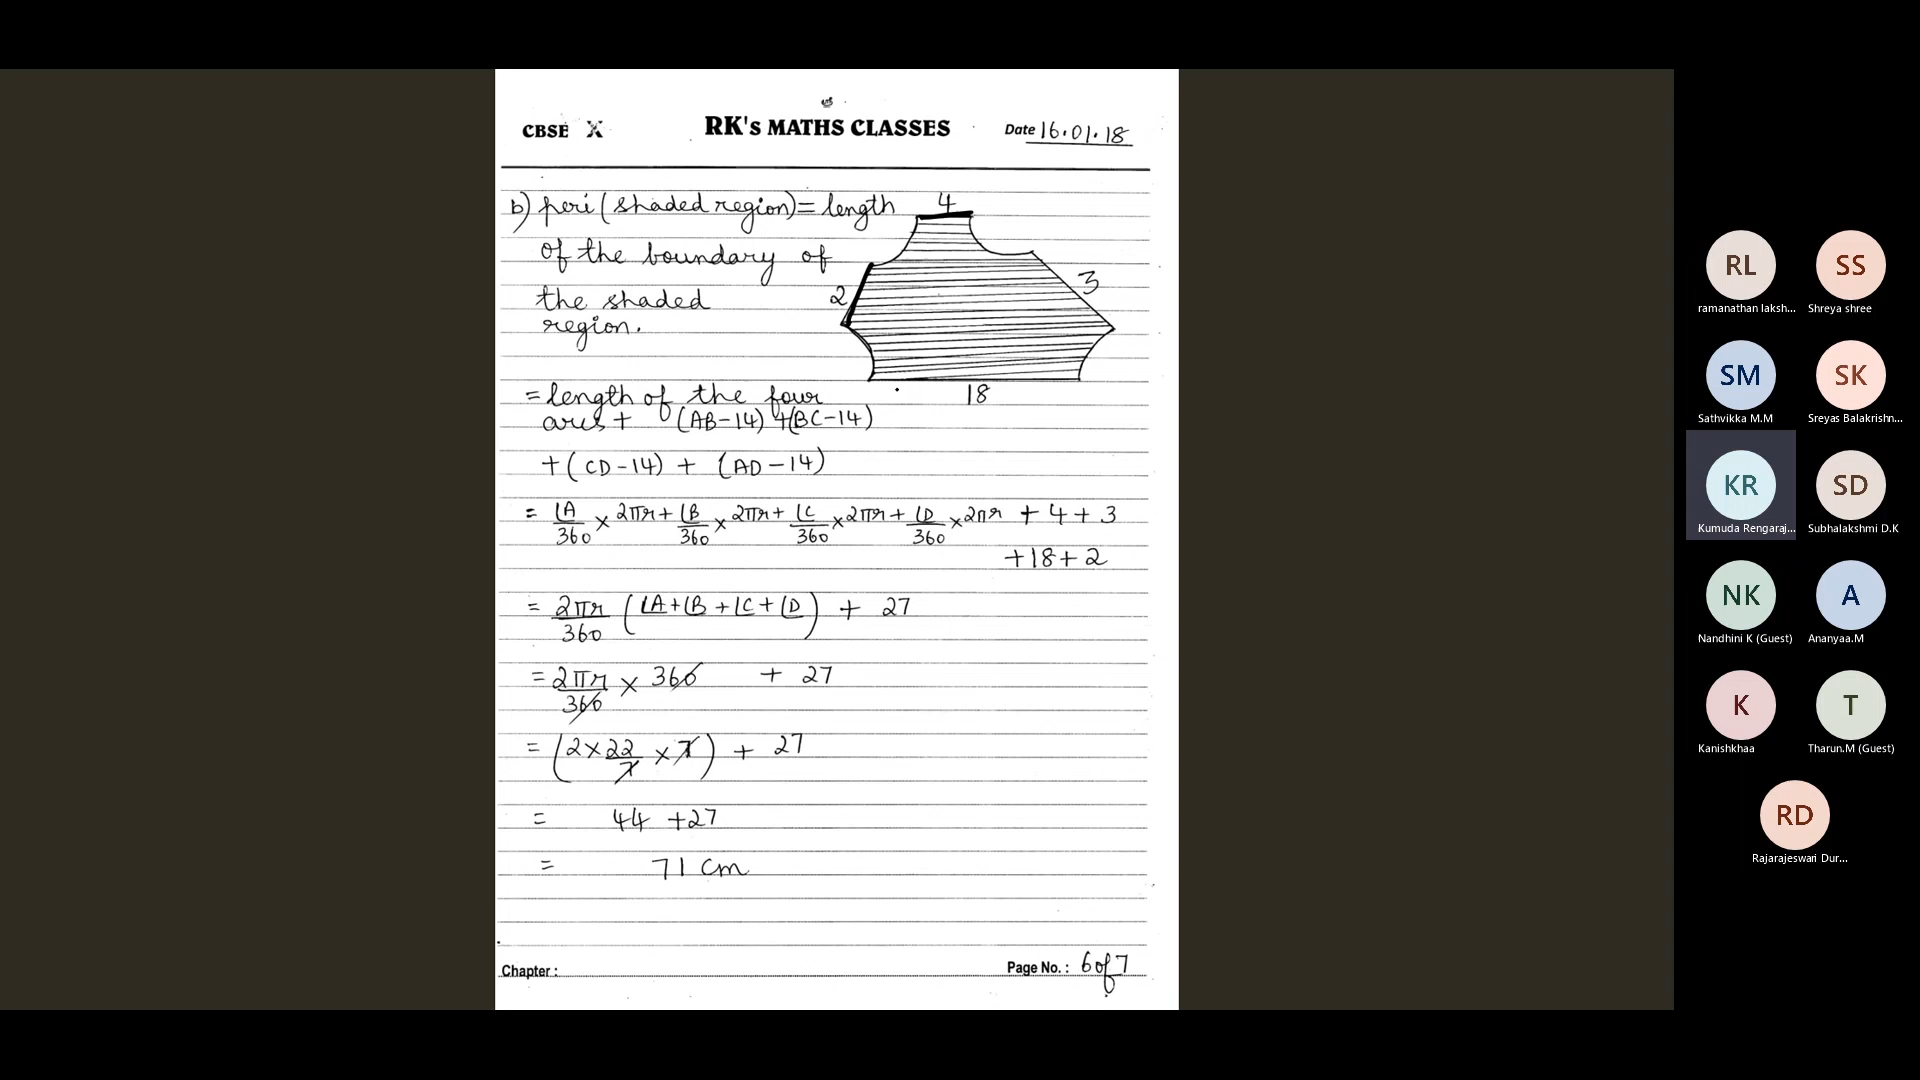 CBSE X RK's MATHS CLASSES Date 16.01.18
b) peri (shaded region) = length
of the boundary of
the shaded
region.
4
2
3
18
= length of the four
arcs + (AB-14) + (BC-14)
+ (CD-14) + (AD-14)
= ∠A/360 × 2πr + ∠B/360 × 2πr + ∠C/360 × 2πr + ∠D/360 × 2πr + 4 + 3
+18+2
= 2πr/360 (∠A+∠B+∠C+∠D) + 27
= 2πr/360 × 360 + 27
= (2×22/7 ×7) + 27
= 44 +27
= 71 cm
Chapter : Page No. : 6 of 7
RL SS
ramanathan laksh... Shreya shree
SM SK
Sathvikka M.M Sreyas Balakrishn...
KR SD
Kumuda Rengaraj... Subhalakshmi D.K
NK A
Nandhini K (Guest) Ananyaa.M
K T
Kanishkhaa Tharun.M (Guest)
RD
Rajarajeswari Dur...